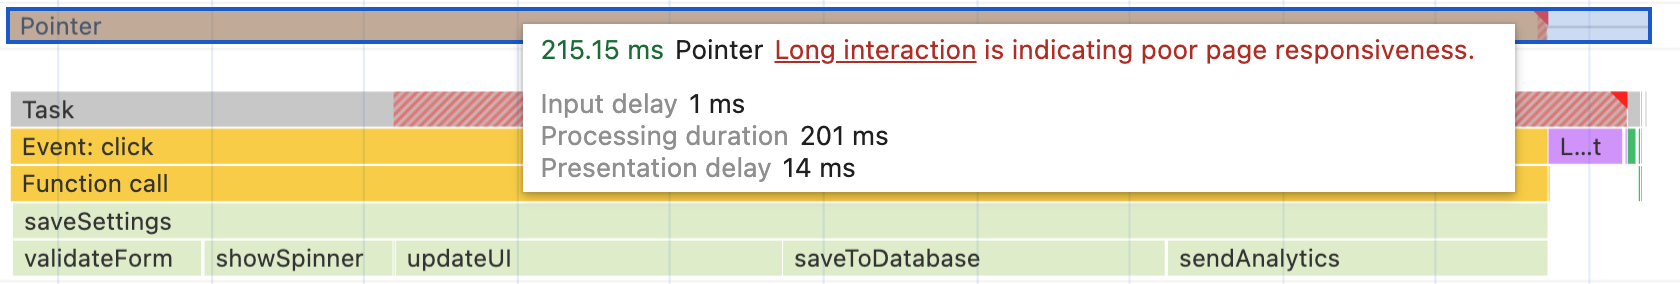 Pointer
215.15 ms Pointer Long interaction is indicating poor page responsiveness.
Input delay 1 ms
Processing duration 201 ms
Presentation delay 14 ms
Task
Event: click
L...t
Function call
saveSettings
validateForm showSpinner updateUI saveToDatabase sendAnalytics